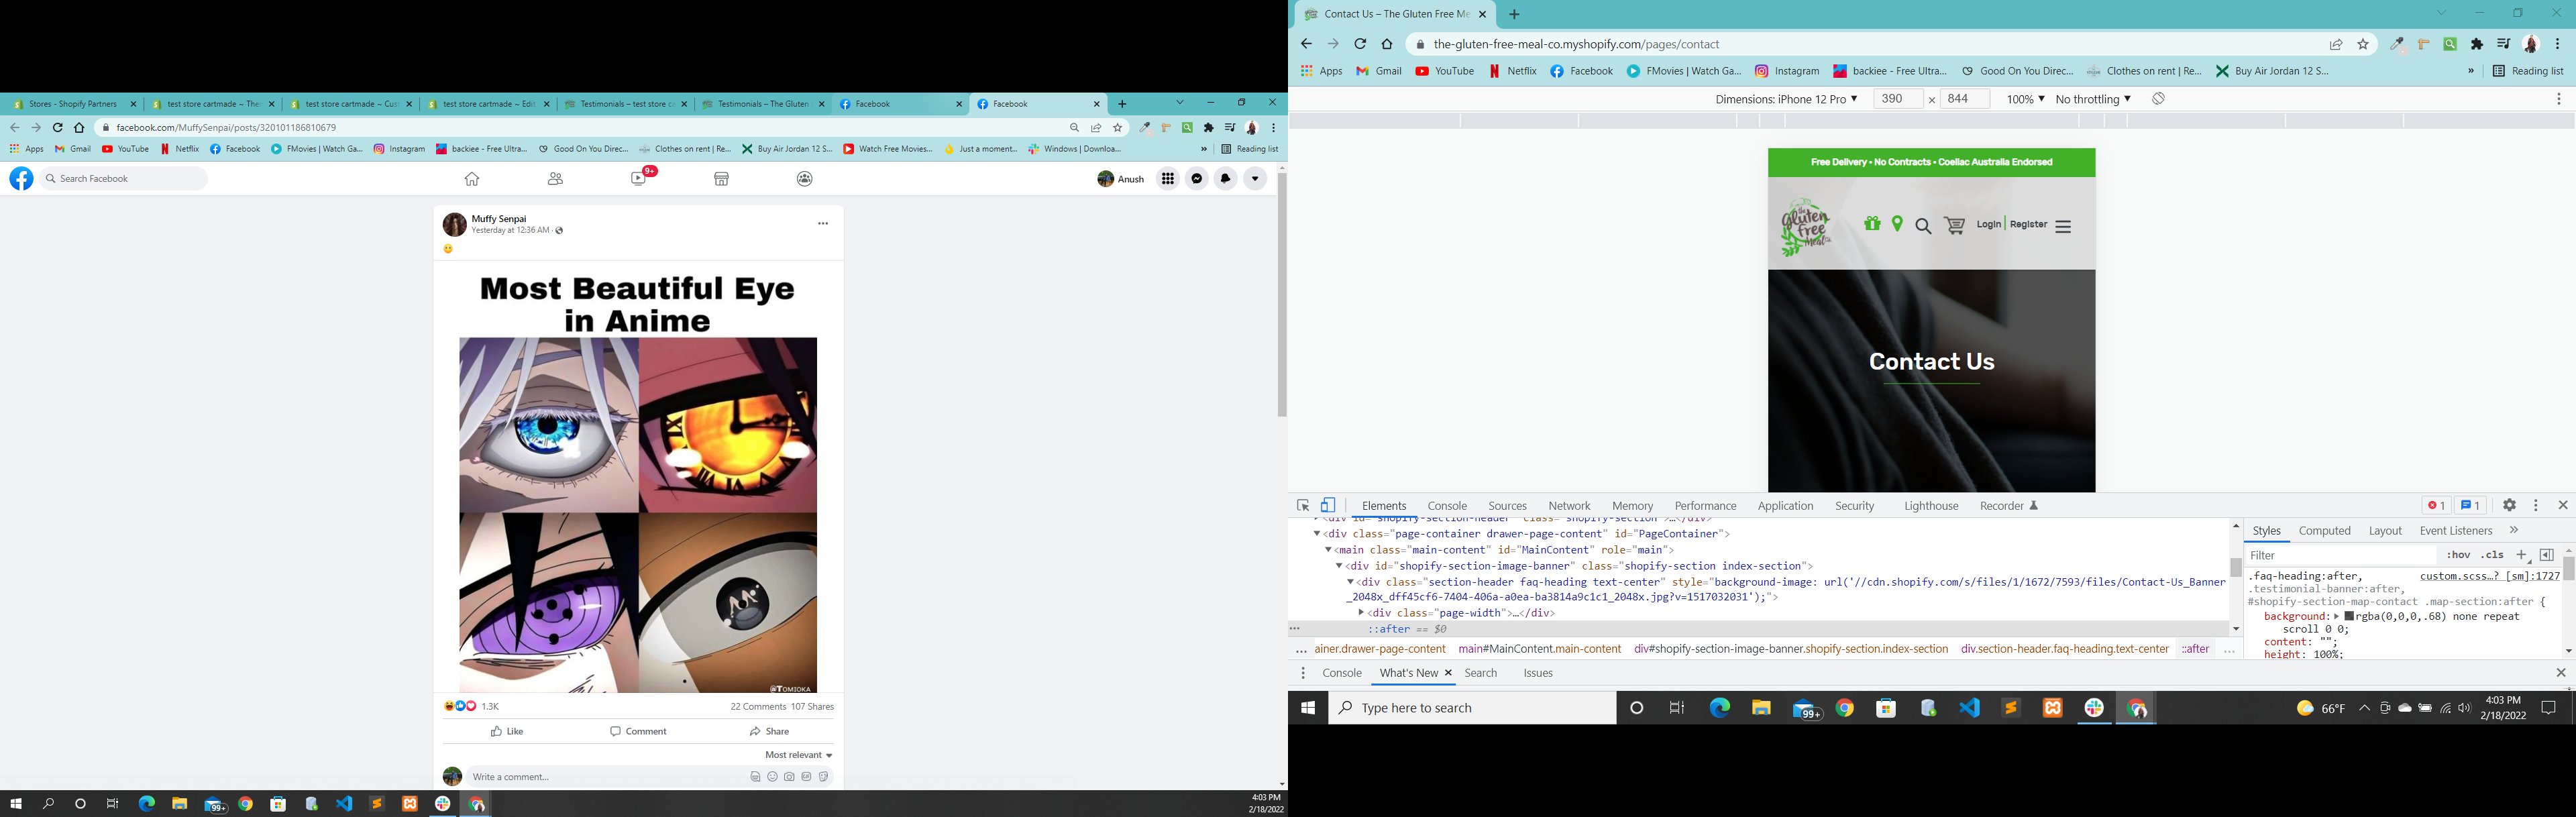 Stores - Shopify Partners
test store cartmade ~ The
test store cartmade ~ Cus
test store cartmade ~ Edit
Testimonials – test store ca
Testimonials – The Gluten
Facebook
Facebook
facebook.com/MuffySenpai/posts/320101186810679
Apps
Gmail
YouTube
Netflix
Facebook
FMovies | Watch Ga...
Instagram
backiee - Free Ultra...
Good On You Direc...
Clothes on rent | Re...
Buy Air Jordan 12 S...
Watch Free Movies...
Just a moment...
Windows | Downloa...
»
Reading list
Search Facebook
9+
Anush
Muffy Senpai
Yesterday at 12:36 AM ·
Most Beautiful Eye
in Anime
@TOMIOKA
1.3K
22 Comments 107 Shares
Like
Comment
Share
Most relevant
Write a comment...
99+
4:03 PM
2/18/2022
Contact Us – The Gluten Free Me
the-gluten-free-meal-co.myshopify.com/pages/contact
Apps
Gmail
YouTube
Netflix
Facebook
FMovies | Watch Ga...
Instagram
backiee - Free Ultra...
Good On You Direc...
Clothes on rent | Re...
Buy Air Jordan 12 S...
»
Reading list
Dimensions: iPhone 12 Pro ▼ 390 × 844 100% ▼ No throttling ▼
Free Delivery • No Contracts • Coeliac Australia Endorsed
the
Gluten
free
Meal
Login
Register
Contact Us
Elements
Console
Sources
Network
Memory
Performance
Application
Security
Lighthouse
Recorder
1
1
<div id="shopify-section-header" class="shopify-section">…</div>
<div class="page-container drawer-page-content" id="PageContainer">
<main class="main-content" id="MainContent" role="main">
<div id="shopify-section-image-banner" class="shopify-section index-section">
<div class="section-header faq-heading text-center" style="background-image: url('//cdn.shopify.com/s/files/1/1672/7593/files/Contact-Us_Banner
_2048x_dff45cf6-7404-406a-a0ea-ba3814a9c1c1_2048x.jpg?v=1517032031');">
<div class="page-width">…</div>
::after == $0
... ainer.drawer-page-content main#MainContent.main-content div#shopify-section-image-banner.shopify-section.index-section div.section-header.faq-heading.text-center ::after ...
Styles
Computed
Layout
Event Listeners
»
Filter
:hov .cls +
.faq-heading:after, custom.scss…? [sm]:1727
.testimonial-banner:after,
#shopify-section-map-contact .map-section:after {
background: rgba(0,0,0,.68) none repeat
scroll 0 0;
content: "";
height: 100%;
Console
What's New
Search
Issues
Type here to search
99+
66°F
4:03 PM
2/18/2022